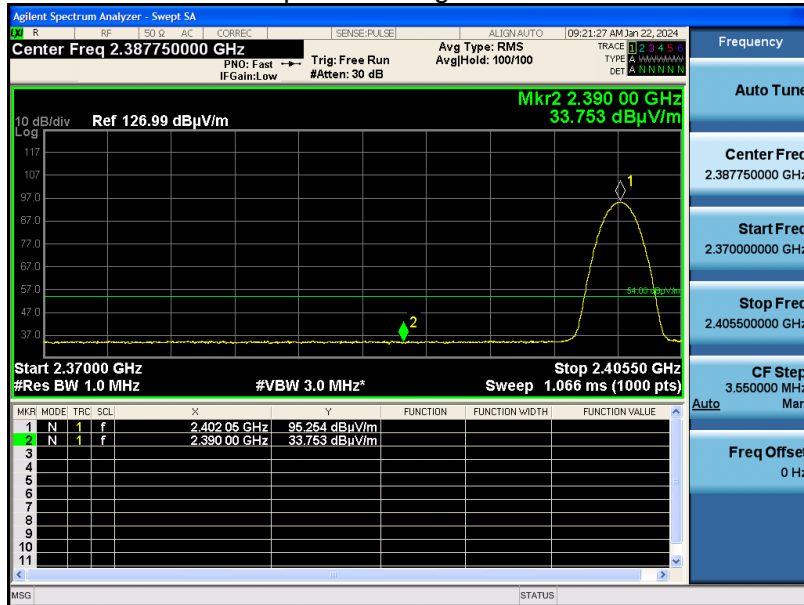 Agilent Spectrum Analyzer - Swept SA
LXI R RF 50 Ω AC CORREC SENSE:PULSE ALIGN AUTO 09:21:27 AM Jan 22, 2024
Center Freq 2.387750000 GHz
PNO: Fast
IFGain:Low
Trig: Free Run
#Atten: 30 dB
Avg Type: RMS
Avg|Hold: 100/100
TRACE 1 2 3 4 5 6
TYPE A
DET A N N N N N
Frequency
Auto Tune
Mkr2 2.390 00 GHz
33.753 dBµV/m
10 dB/div Ref 126.99 dBµV/m
Log
117
107
97.0
87.0
77.0
67.0
57.0
47.0
37.0
1
2
54.00 dBµV/m
Start 2.37000 GHz Stop 2.40550 GHz
#Res BW 1.0 MHz #VBW 3.0 MHz* Sweep 1.066 ms (1000 pts)
MKR MODE TRC SCL X Y FUNCTION FUNCTION WIDTH FUNCTION VALUE
1 N 1 f 2.402 05 GHz 95.254 dBµV/m
2 N 1 f 2.390 00 GHz 33.753 dBµV/m
3
4
5
6
7
8
9
10
11
Center Freq
2.387750000 GHz
Start Freq
2.370000000 GHz
Stop Freq
2.405500000 GHz
CF Step
3.550000 MHz
Auto Man
Freq Offset
0 Hz
MSG STATUS